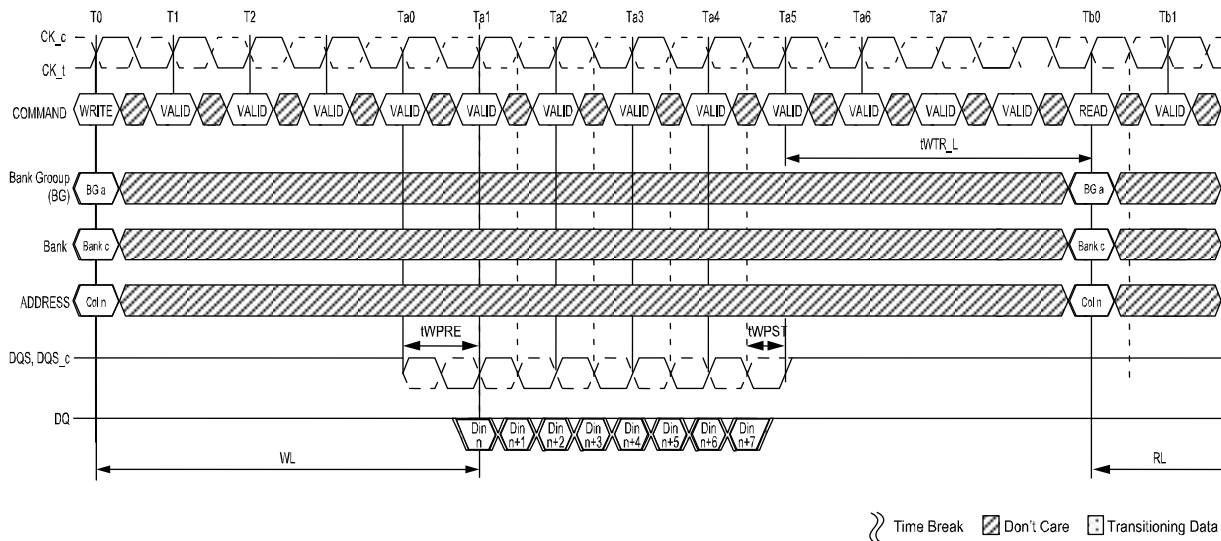 T0 T1 T2 Ta0 Ta1 Ta2 Ta3 Ta4 Ta5 Ta6 Ta7 Tb0 Tb1
CK_c
CK_t
COMMAND WRITE VALID VALID VALID VALID VALID VALID VALID VALID VALID VALID VALID VALID READ VALID
tWTR_L
Bank Grooup
(BG)
BG a BG a
Bank Bank c Bank c
ADDRESS Col n Col n
tWPRE tWPST
DQS, DQS_c
DQ
Din Din Din Din Din Din Din Din
n n+1 n+2 n+3 n+4 n+5 n+6 n+7
WL RL
Time Break Don't Care Transitioning Data